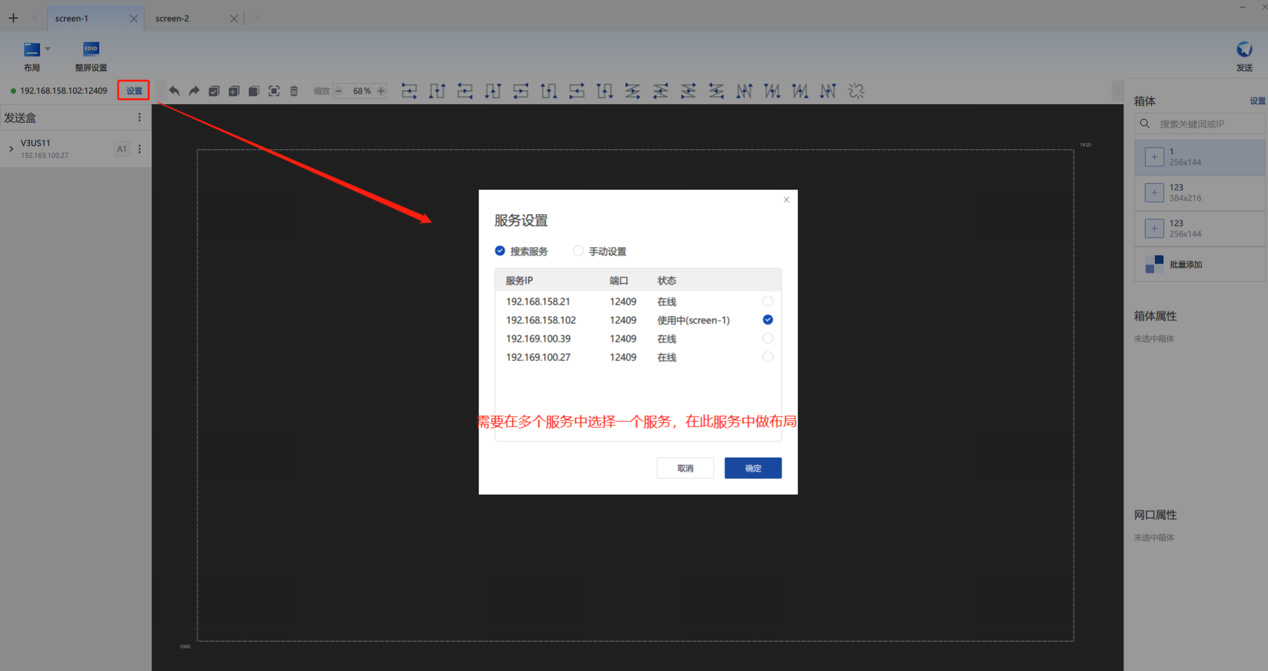 screen-1
screen-2
布局
整屏设置
发送
192.168.158.102:12409 设置
缩放 68 %
发送盒
V3US11
192.169.100.27
A1
箱体 设置
搜索关键词或IP
1
256x144
123
384x216
123
256x144
批量添加
箱体属性
未选中箱体
网口属性
未选中箱体
1920
1080
服务设置
搜索服务 手动设置
服务IP 端口 状态
192.168.158.21 12409 在线
192.168.158.102 12409 使用中(screen-1)
192.169.100.39 12409 在线
192.169.100.27 12409 在线
需要在多个服务中选择一个服务，在此服务中做布局
取消 确定